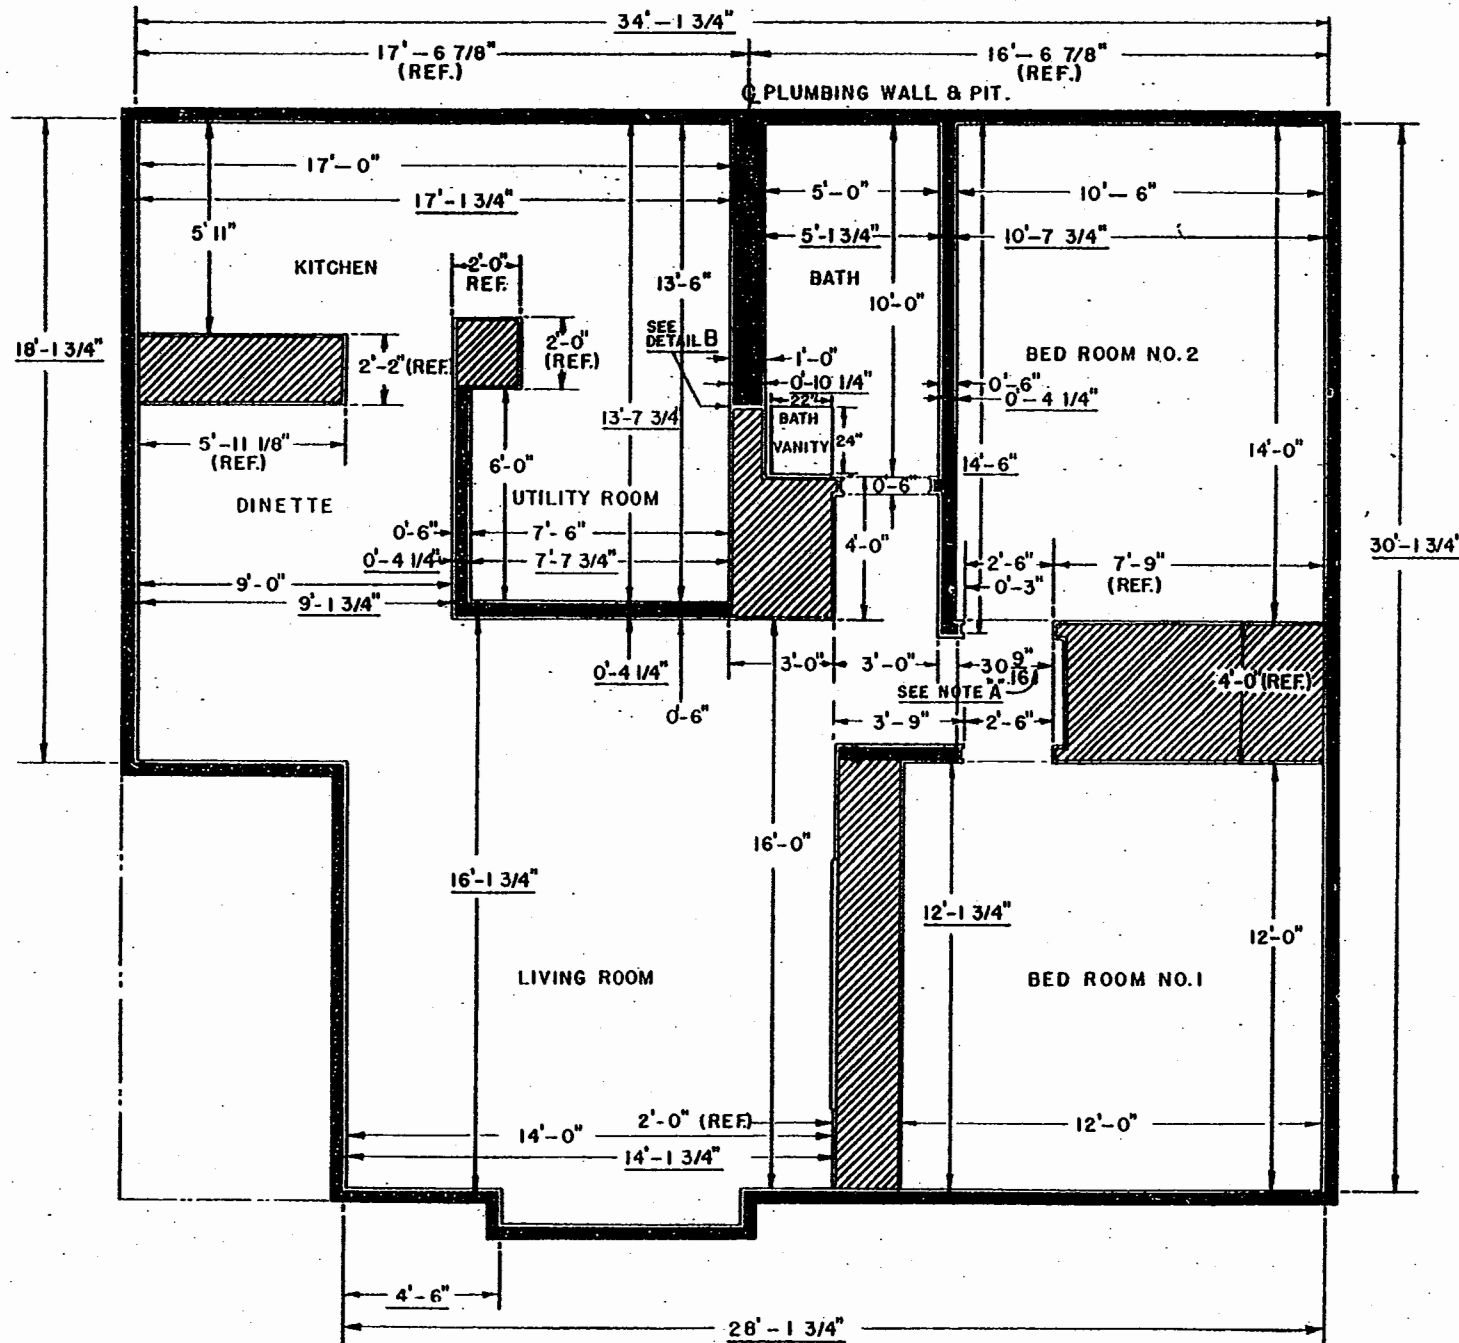 34'-1 3/4"
17'-6 7/8"
(REF.)
16'-6 7/8"
(REF.)
℄ PLUMBING WALL & PIT.
17'-0"
17'-1 3/4"
5'-0"
10'-6"
5'-1 3/4"
10'-7 3/4"
5' 11"
KITCHEN
2'-0"
REF.
13'-6"
BATH
10'-0"
SEE
DETAIL B
18'-1 3/4"
2'-2" (REF.
2'-0"
(REF.)
1'-0"
0'-10 1/4"
BED ROOM NO.2
0'-6"
0'-4 1/4"
22"
13'-7 3/4
BATH
VANITY
24"
5'-11 1/8"
(REF.)
6'-0"
14'-6"
14'-0"
DINETTE
UTILITY ROOM
0'-6"
0'-6"
7'-6"
4'-0"
30'-1 3/4"
0'-4 1/4"
7'-7 3/4"
2'-6"
7'-9"
(REF.)
9'-0"
0'-3"
9'-1 3/4"
0'-4 1/4"
3'-0"
3'-0"
30 9/16
SEE NOTE "A"
4'-0" (REF.)
0'-6"
3'-9"
2'-6"
16'-0"
16'-1 3/4"
12'-1 3/4"
12'-0"
LIVING ROOM
BED ROOM NO.1
2'-0" (REF.)
14'-0"
12'-0"
14'-1 3/4"
4'-6"
28'-1 3/4"